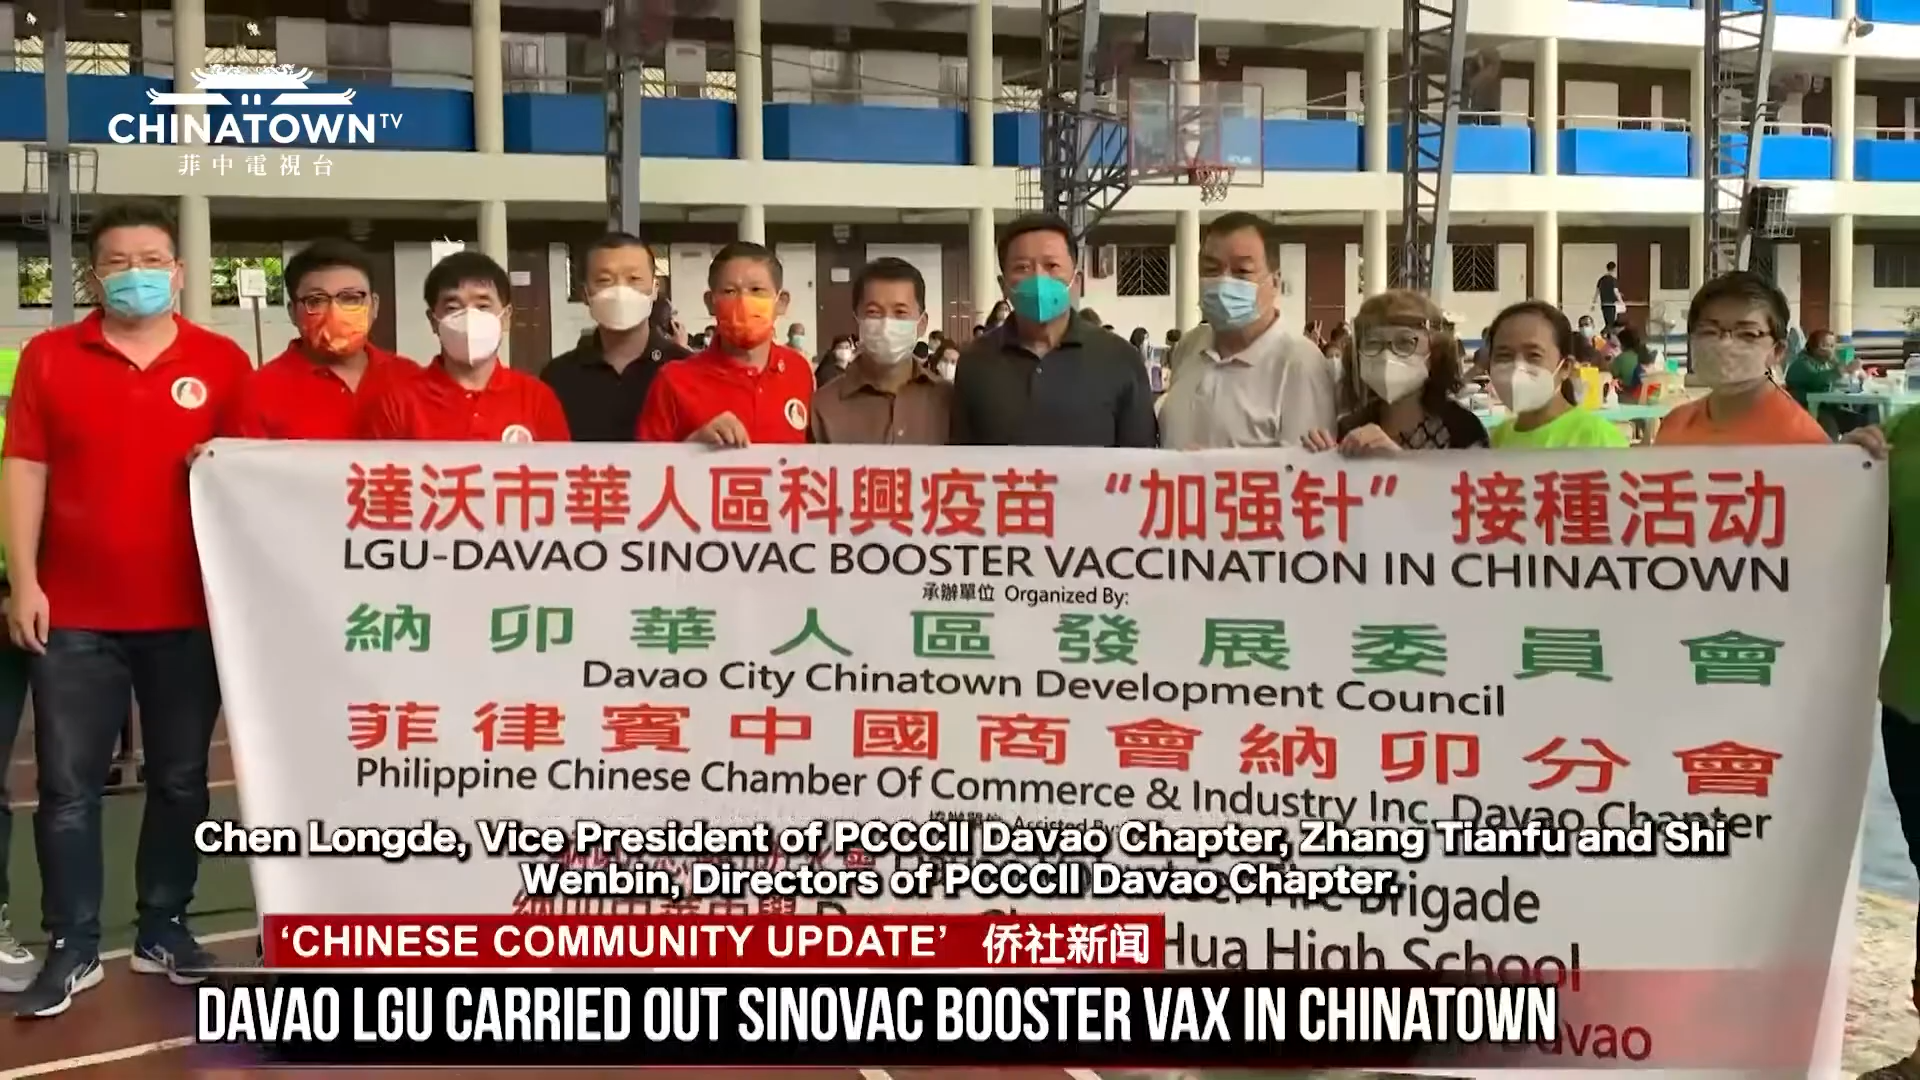 CHINATOWN TV
菲中電視台
達沃市華人區科興疫苗“加强针”接種活动
LGU-DAVAO SINOVAC BOOSTER VACCINATION IN CHINATOWN
承辦單位 Organized By:
納卯華人區發展委員會
Davao City Chinatown Development Council
菲律賓中國商會納卯分會
Philippine Chinese Chamber Of Commerce & Industry Inc. Davao Chapter
Assisted By:
Chen Longde, Vice President of PCCCII Davao Chapter, Zhang Tianfu and Shi
Wenbin, Directors of PCCCII Davao Chapter.
Brigade
Hua High School
‘CHINESE COMMUNITY UPDATE’ 侨社新闻
DAVAO LGU CARRIED OUT SINOVAC BOOSTER VAX IN CHINATOWN
Davao